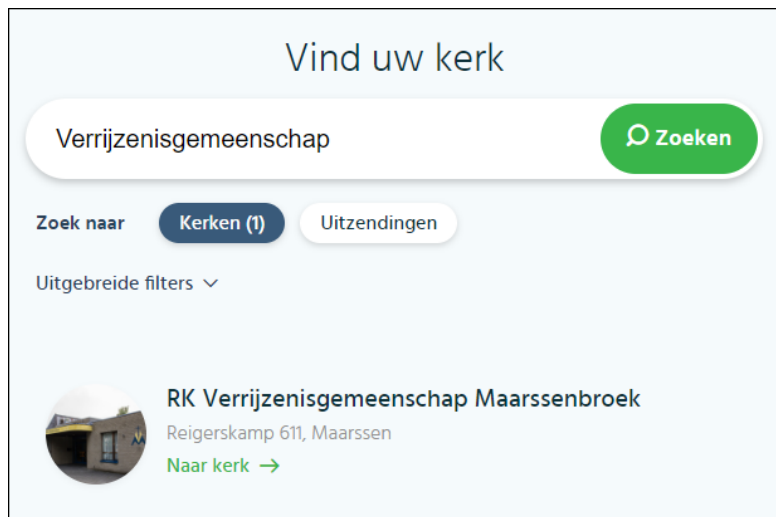 Vind uw kerk
Verrijzenisgemeenschap
Zoeken
Zoek naar
Kerken (1)
Uitzendingen
Uitgebreide filters
RK Verrijzenisgemeenschap Maarssenbroek
Reigerskamp 611, Maarssen
Naar kerk →